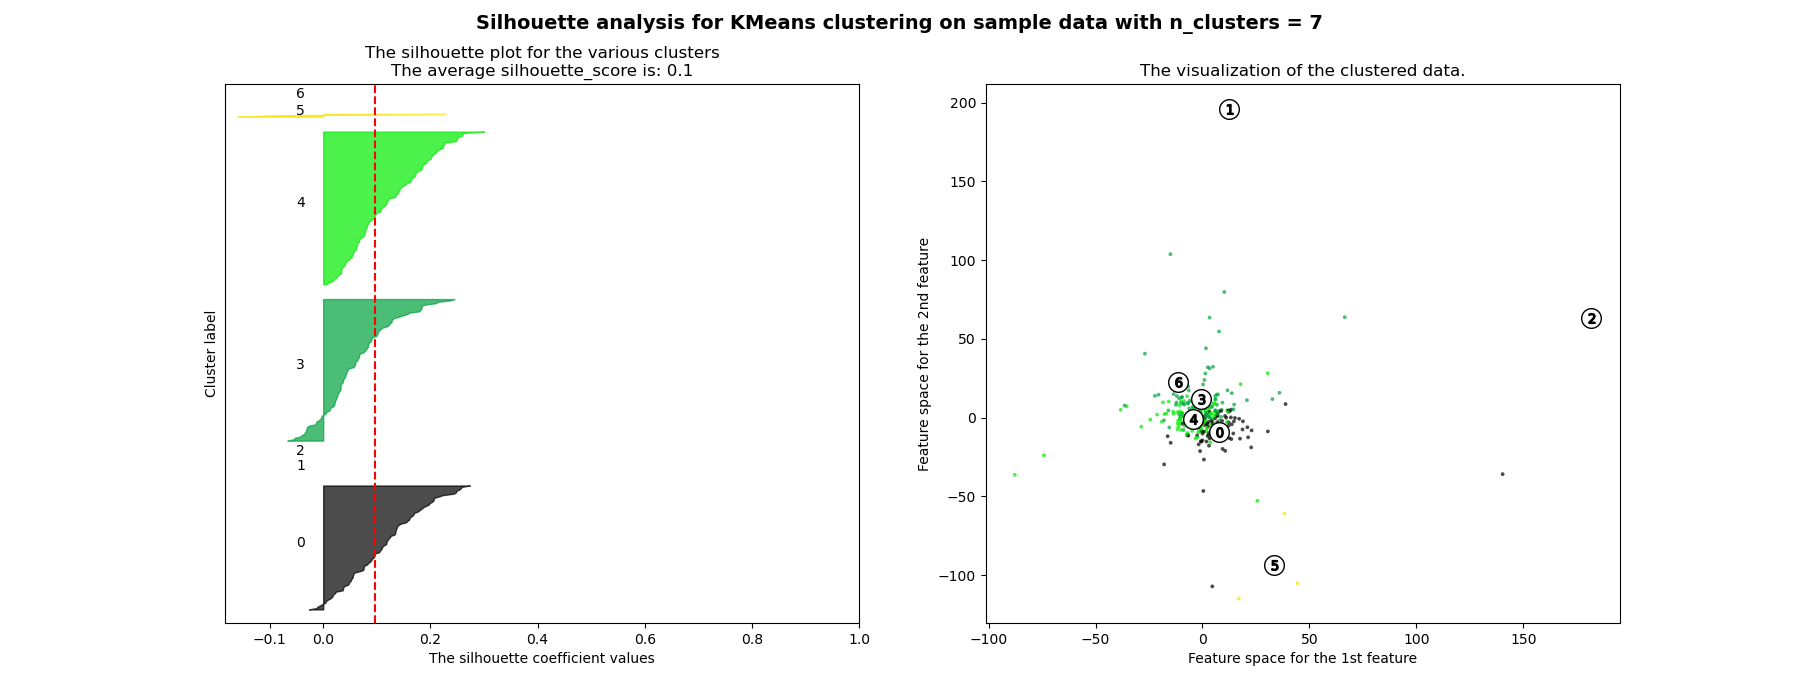 Silhouette analysis for KMeans clustering on sample data with n_clusters = 7
The silhouette plot for the various clusters
The average silhouette_score is: 0.1
6
5
4
3
2
1
0
Cluster label
−0.1 0.0 0.2 0.4 0.6 0.8 1.0
The silhouette coefficient values
The visualization of the clustered data.
200
150
100
50
0
−50
−100
Feature space for the 2nd feature
1
2
6
3
4
0
5
−100 −50 0 50 100 150
Feature space for the 1st feature